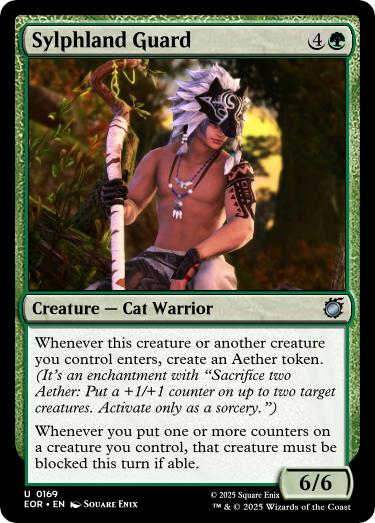 Sylphland Guard 4
Creature — Cat Warrior
Whenever this creature or another creature
you control enters, create an Aether token.
(It's an enchantment with “Sacrifice two
Aether: Put a +1/+1 counter on up to two target
creatures. Activate only as a sorcery.”)
Whenever you put one or more counters on
a creature you control, that creature must be
blocked this turn if able.
6/6
U 0169
EOR • EN SQUARE ENIX
© 2025 Square Enix
™ & © 2025 Wizards of the Coast